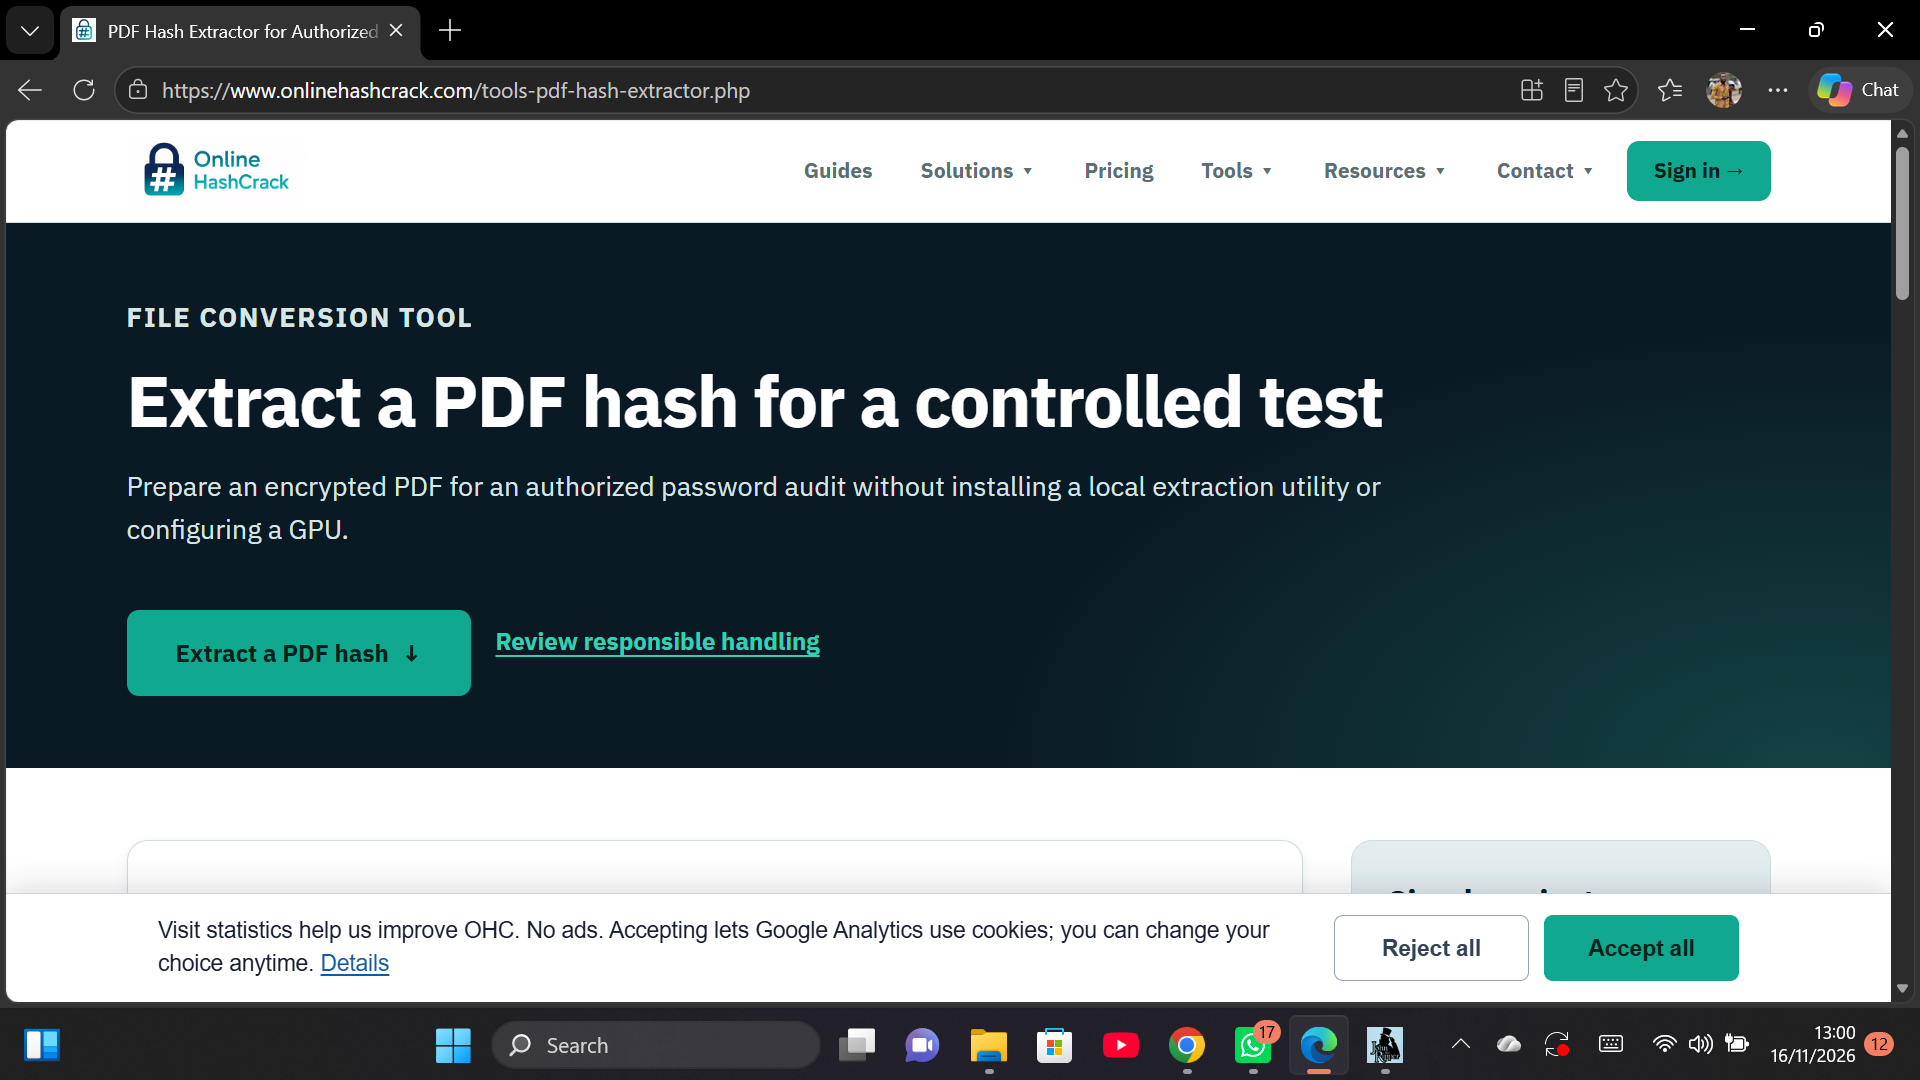 PDF Hash Extractor for Authorized
https://www.onlinehashcrack.com/tools-pdf-hash-extractor.php
Chat
#
Online
HashCrack
Guides
Solutions
Pricing
Tools
Resources
Contact
Sign in →
FILE CONVERSION TOOL
Extract a PDF hash for a controlled test
Prepare an encrypted PDF for an authorized password audit without installing a local extraction utility or
configuring a GPU.
Extract a PDF hash ↓
Review responsible handling
Visit statistics help us improve OHC. No ads. Accepting lets Google Analytics use cookies; you can change your
choice anytime. Details
Reject all
Accept all
Search
17
13:00
16/11/2026
12